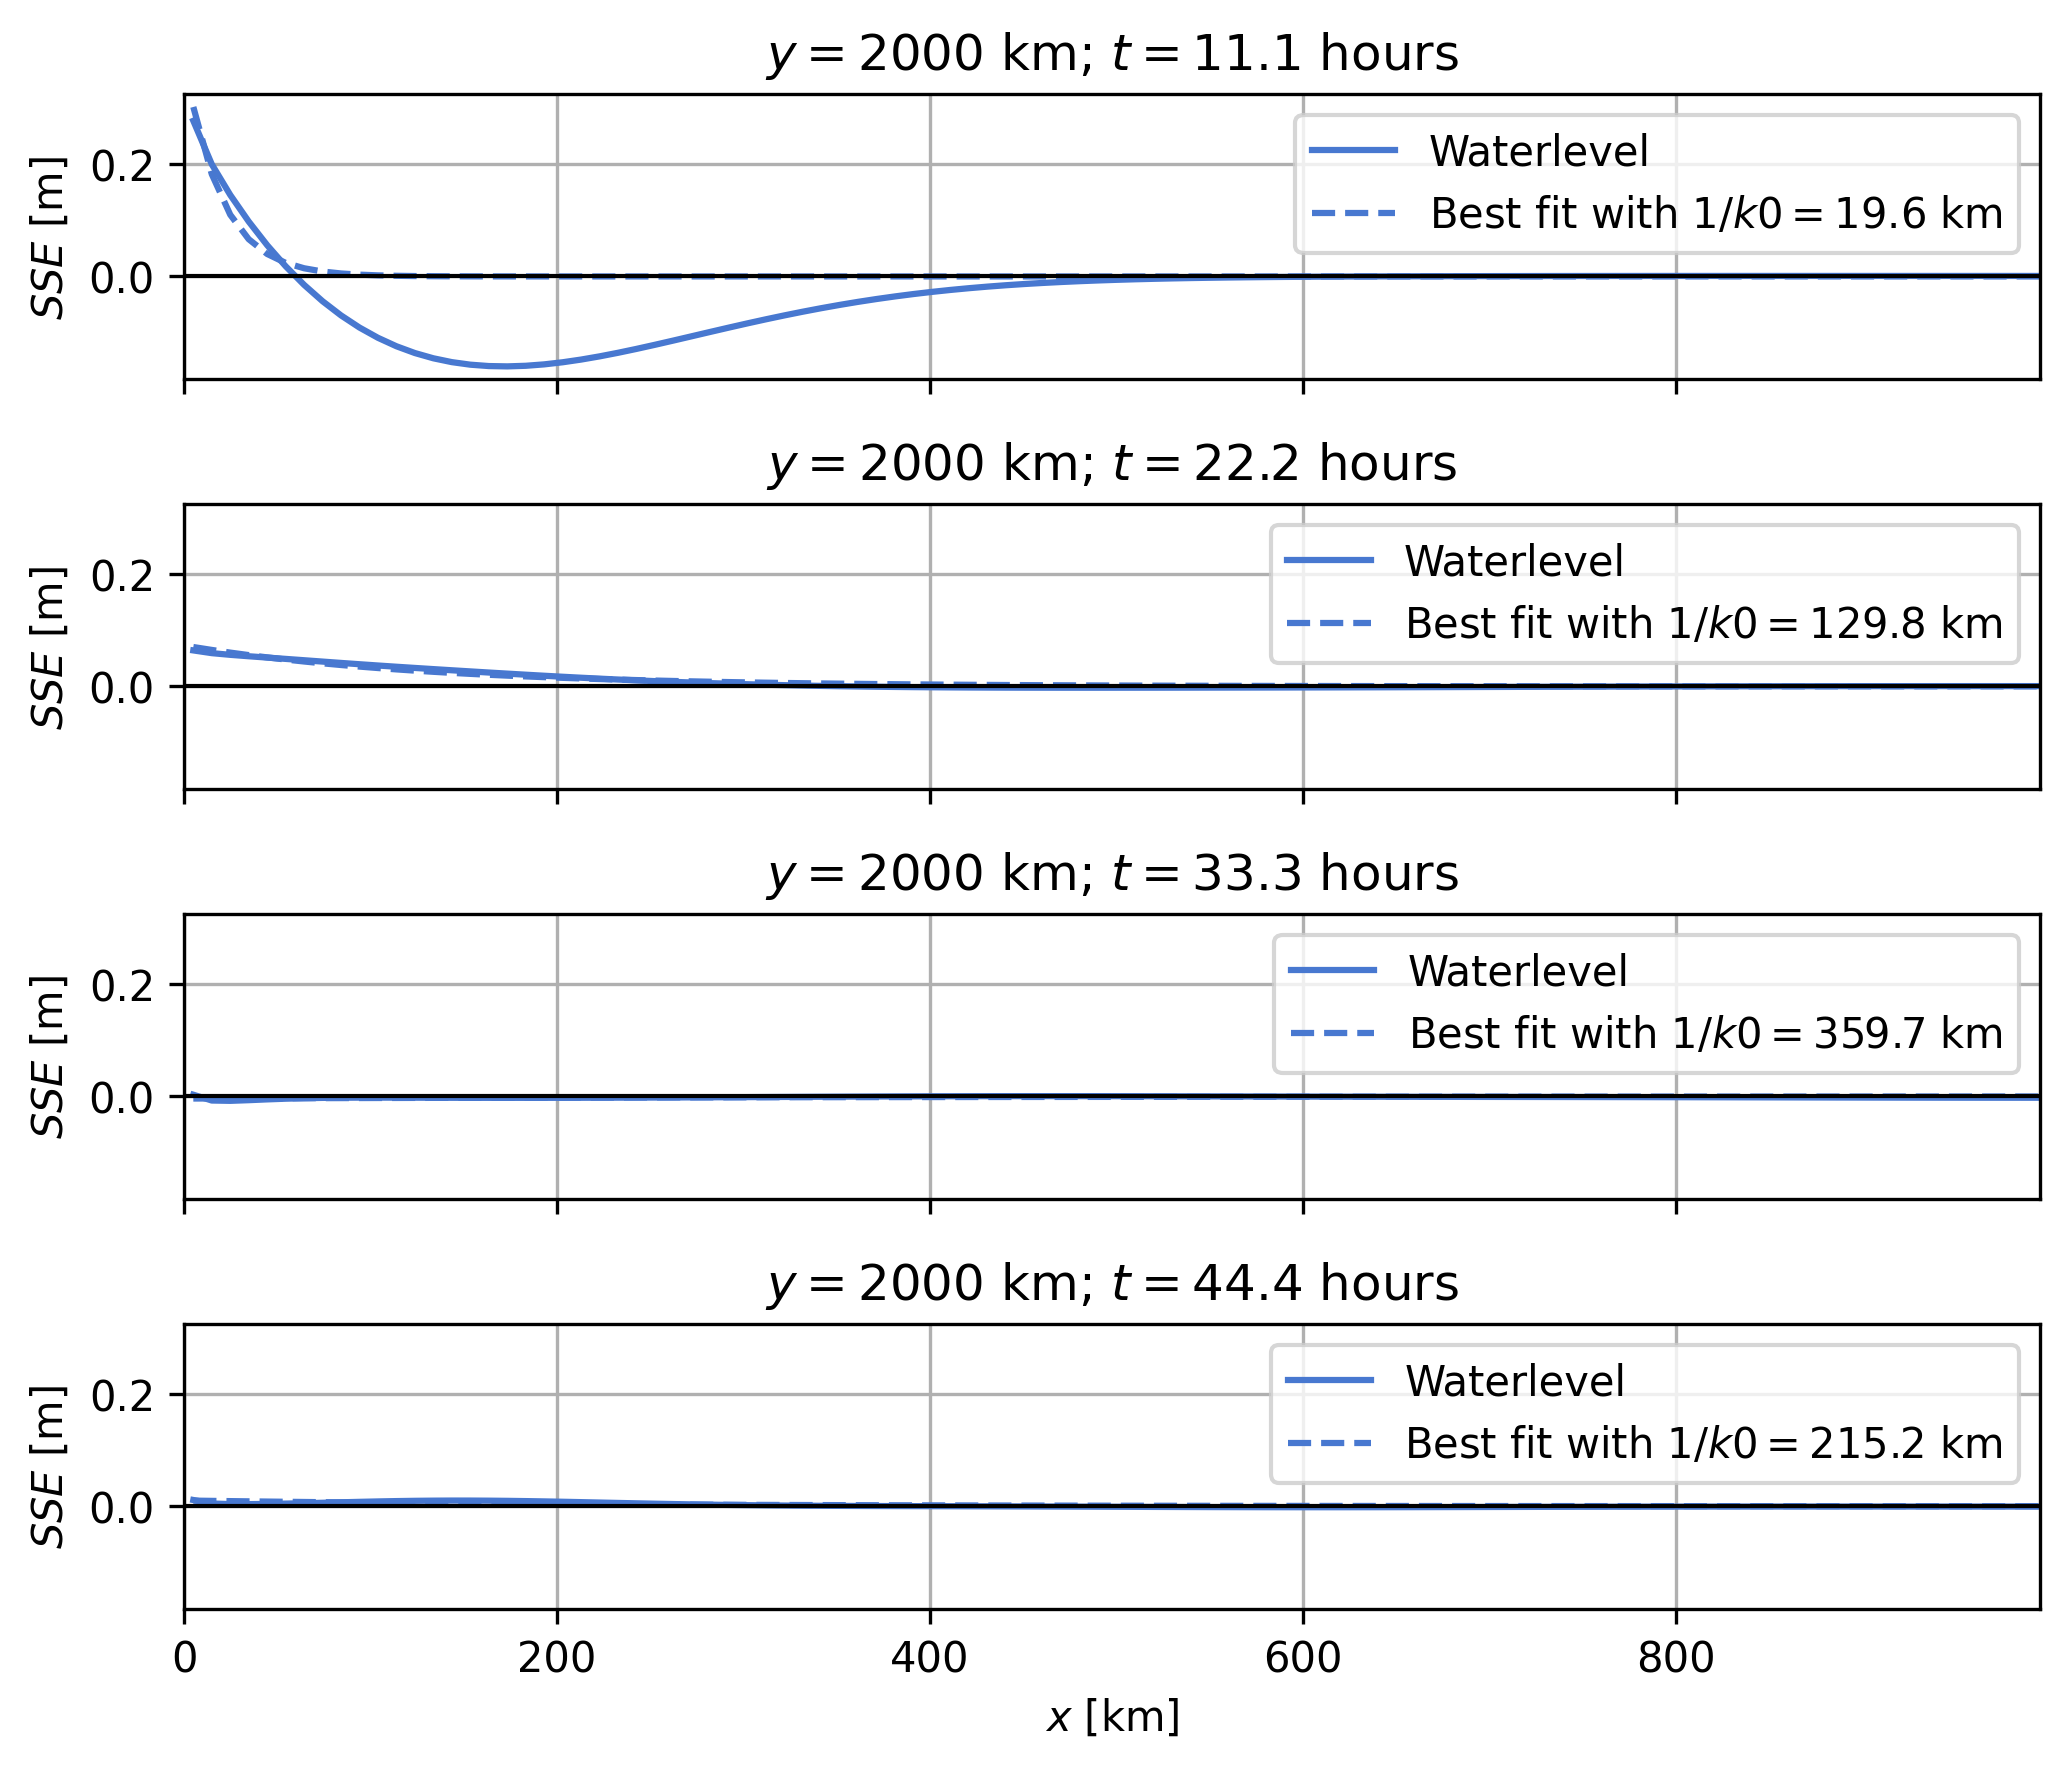 y = 2000 km; t = 11.1 hours
SSE [m]
0.2
0.0
Waterlevel
Best fit with 1/k0 = 19.6 km
y = 2000 km; t = 22.2 hours
SSE [m]
0.2
0.0
Waterlevel
Best fit with 1/k0 = 129.8 km
y = 2000 km; t = 33.3 hours
SSE [m]
0.2
0.0
Waterlevel
Best fit with 1/k0 = 359.7 km
y = 2000 km; t = 44.4 hours
SSE [m]
0.2
0.0
Waterlevel
Best fit with 1/k0 = 215.2 km
0 200 400 600 800
x [km]